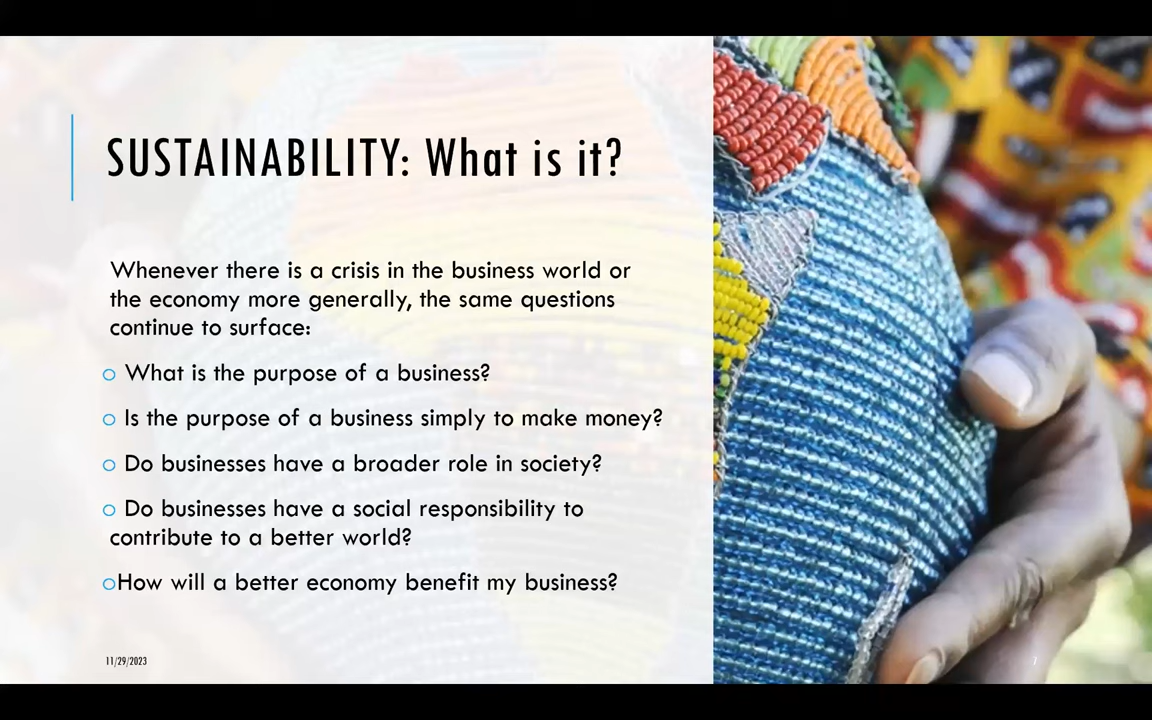 SUSTAINABILITY: What is it?
Whenever there is a crisis in the business world or
the economy more generally, the same questions
continue to surface:
o What is the purpose of a business?
o Is the purpose of a business simply to make money?
o Do businesses have a broader role in society?
o Do businesses have a social responsibility to
contribute to a better world?
oHow will a better economy benefit my business?
11/29/2023
7